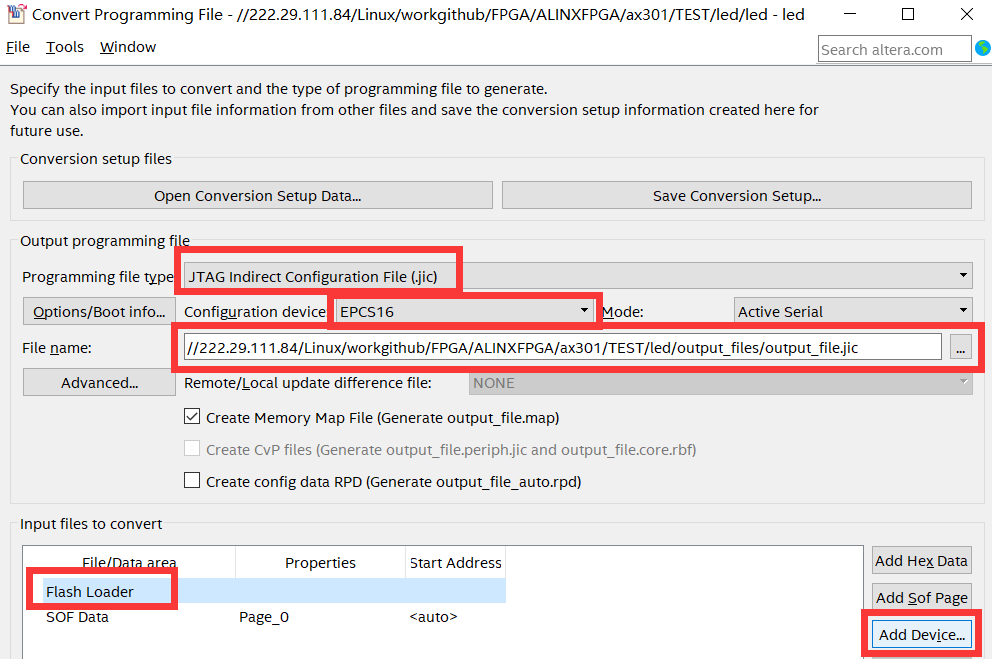 Convert Programming File - //222.29.111.84/Linux/workgithub/FPGA/ALINXFPGA/ax301/TEST/led/led - led
File Tools Window
Search altera.com
Specify the input files to convert and the type of programming file to generate.
You can also import input file information from other files and save the conversion setup information created here for
future use.
Conversion setup files
Open Conversion Setup Data...
Save Conversion Setup...
Output programming file
Programming file type
JTAG Indirect Configuration File (.jic)
Options/Boot info...
Configuration device
EPCS16
Mode:
Active Serial
File name:
//222.29.111.84/Linux/workgithub/FPGA/ALINXFPGA/ax301/TEST/led/output_files/output_file.jic
...
Advanced...
Remote/Local update difference file:
NONE
Create Memory Map File (Generate output_file.map)
Create CvP files (Generate output_file.periph.jic and output_file.core.rbf)
Create config data RPD (Generate output_file_auto.rpd)
Input files to convert
File/Data area Properties Start Address
Add Hex Data
Flash Loader
Add Sof Page
SOF Data Page_0 <auto>
Add Device...